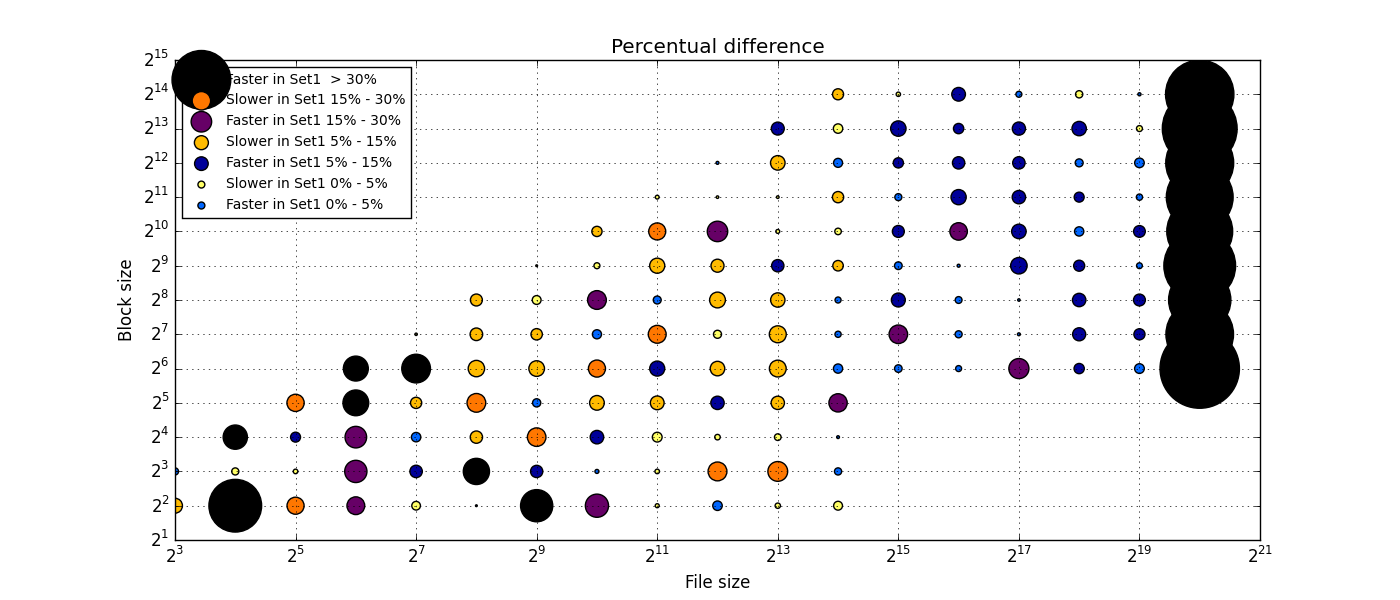 Percentual difference
Faster in Set1 > 30%
Slower in Set1 15% - 30%
Faster in Set1 15% - 30%
Slower in Set1 5% - 15%
Faster in Set1 5% - 15%
Slower in Set1 0% - 5%
Faster in Set1 0% - 5%
Block size
2^15
2^14
2^13
2^12
2^11
2^10
2^9
2^8
2^7
2^6
2^5
2^4
2^3
2^2
2^1
2^3 2^5 2^7 2^9 2^11 2^13 2^15 2^17 2^19 2^21
File size